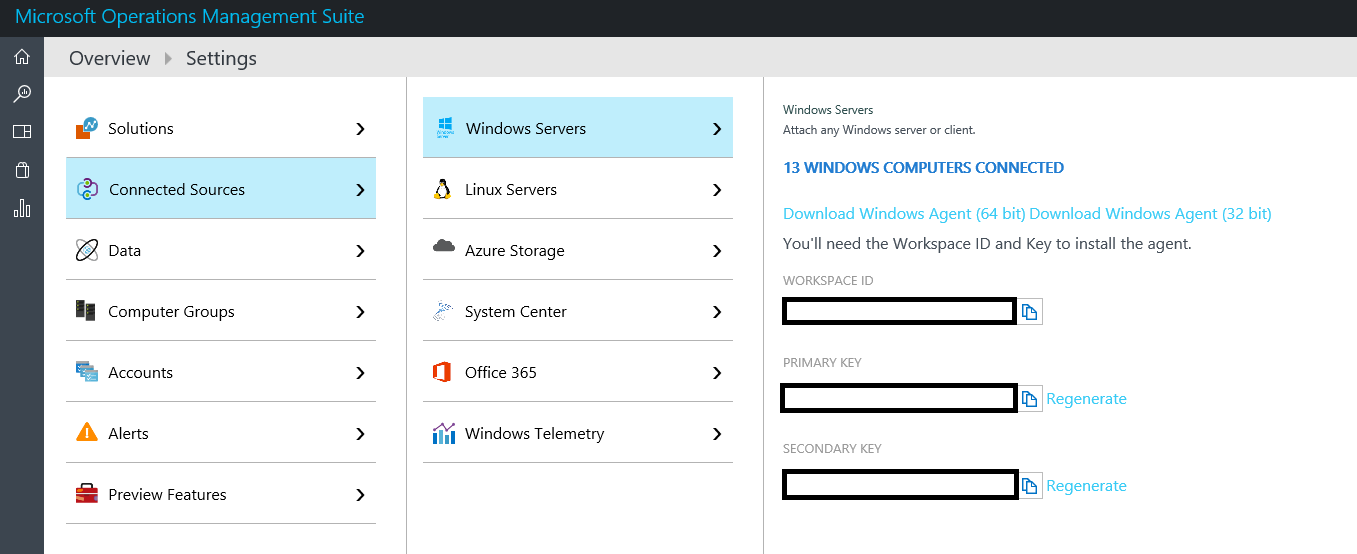 Microsoft Operations Management Suite
Overview Settings
Solutions
Connected Sources
Data
Computer Groups
Accounts
Alerts
Preview Features
Windows Servers
Linux Servers
Azure Storage
System Center
Office 365
Windows Telemetry
Windows Servers
Attach any Windows server or client.
13 WINDOWS COMPUTERS CONNECTED
Download Windows Agent (64 bit) Download Windows Agent (32 bit)
You'll need the Workspace ID and Key to install the agent.
WORKSPACE ID
PRIMARY KEY
Regenerate
SECONDARY KEY
Regenerate